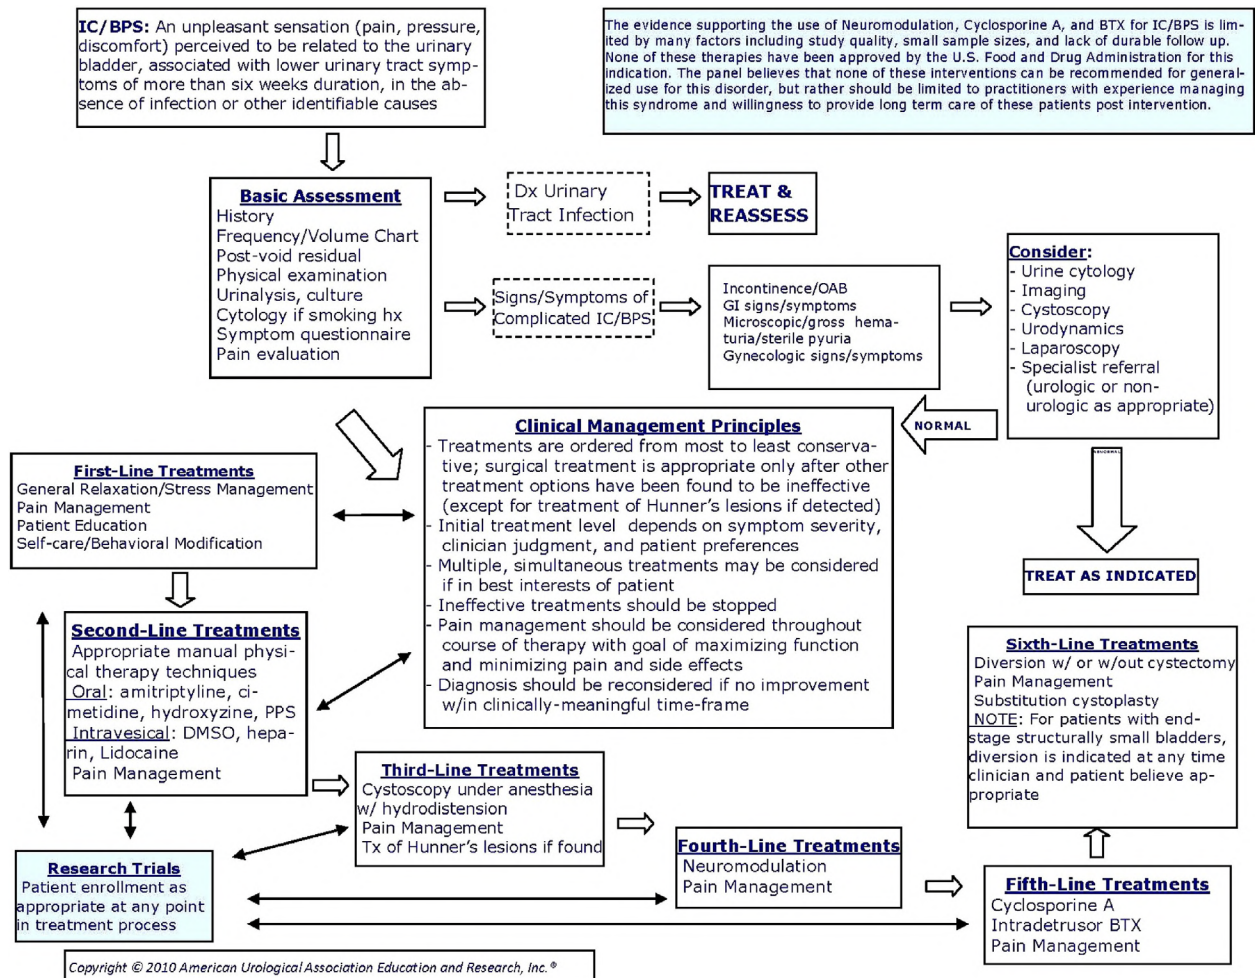 IC/BPS: An unpleasant sensation (pain, pressure,
discomfort) perceived to be related to the urinary
bladder, associated with lower urinary tract symp-
toms of more than six weeks duration, in the ab-
sence of infection or other identifiable causes
The evidence supporting the use of Neuromodulation, Cyclosporine A, and BTX for IC/BPS is lim-
ited by many factors including study quality, small sample sizes, and lack of durable follow up.
None of these therapies have been approved by the U.S. Food and Drug Administration for this
indication. The panel believes that none of these interventions can be recommended for general-
ized use for this disorder, but rather should be limited to practitioners with experience managing
this syndrome and willingness to provide long term care of these patients post intervention.
Basic Assessment
History
Frequency/Volume Chart
Post-void residual
Physical examination
Urinalysis, culture
Cytology if smoking hx
Symptom questionnaire
Pain evaluation
Dx Urinary
Tract Infection
TREAT &
REASSESS
Signs/Symptoms of
Complicated IC/BPS
Incontinence/OAB
GI signs/symptoms
Microscopic/gross hema-
turia/sterile pyuria
Gynecologic signs/symptoms
Consider:
- Urine cytology
- Imaging
- Cystoscopy
- Urodynamics
- Laparoscopy
- Specialist referral
(urologic or non-
urologic as appropriate)
NORMAL
ABNORMAL
TREAT AS INDICATED
Clinical Management Principles
- Treatments are ordered from most to least conserva-
tive; surgical treatment is appropriate only after other
treatment options have been found to be ineffective
(except for treatment of Hunner's lesions if detected)
- Initial treatment level depends on symptom severity,
clinician judgment, and patient preferences
- Multiple, simultaneous treatments may be considered
if in best interests of patient
- Ineffective treatments should be stopped
- Pain management should be considered throughout
course of therapy with goal of maximizing function
and minimizing pain and side effects
- Diagnosis should be reconsidered if no improvement
w/in clinically-meaningful time-frame
First-Line Treatments
General Relaxation/Stress Management
Pain Management
Patient Education
Self-care/Behavioral Modification
Second-Line Treatments
Appropriate manual physi-
cal therapy techniques
Oral: amitriptyline, ci-
metidine, hydroxyzine, PPS
Intravesical: DMSO, hepa-
rin, Lidocaine
Pain Management
Third-Line Treatments
Cystoscopy under anesthesia
w/ hydrodistension
Pain Management
Tx of Hunner's lesions if found
Fourth-Line Treatments
Neuromodulation
Pain Management
Fifth-Line Treatments
Cyclosporine A
Intradetrusor BTX
Pain Management
Sixth-Line Treatments
Diversion w/ or w/out cystectomy
Pain Management
Substitution cystoplasty
NOTE: For patients with end-
stage structurally small bladders,
diversion is indicated at any time
clinician and patient believe ap-
propriate
Research Trials
Patient enrollment as
appropriate at any point
in treatment process
Copyright © 2010 American Urological Association Education and Research, Inc.®